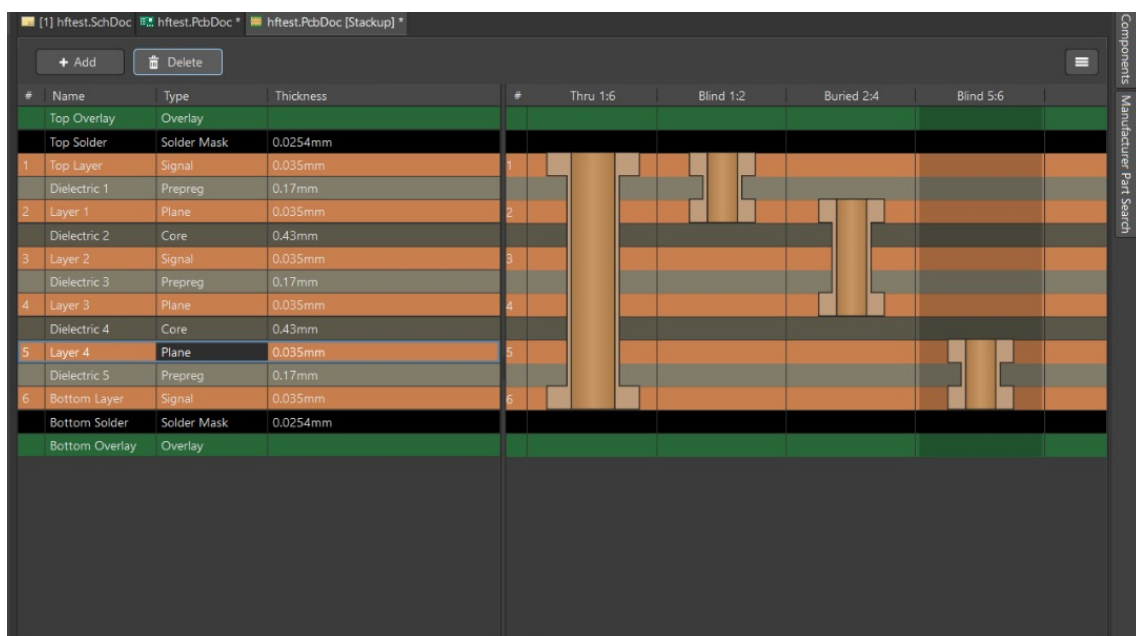 [1] hftest.SchDoc hftest.PcbDoc * hftest.PcbDoc [Stackup] *
+ Add Delete
# Name Type Thickness # Thru 1:6 Blind 1:2 Buried 2:4 Blind 5:6
Top Overlay Overlay
Top Solder Solder Mask 0.0254mm
1 Top Layer Signal 0.035mm 1
Dielectric 1 Prepreg 0.17mm
2 Layer 1 Plane 0.035mm 2
Dielectric 2 Core 0.43mm
3 Layer 2 Signal 0.035mm 3
Dielectric 3 Prepreg 0.17mm
4 Layer 3 Plane 0.035mm 4
Dielectric 4 Core 0.43mm
5 Layer 4 Plane 0.035mm 5
Dielectric 5 Prepreg 0.17mm
6 Bottom Layer Signal 0.035mm 6
Bottom Solder Solder Mask 0.0254mm
Bottom Overlay Overlay
Components
Manufacturer Part Search